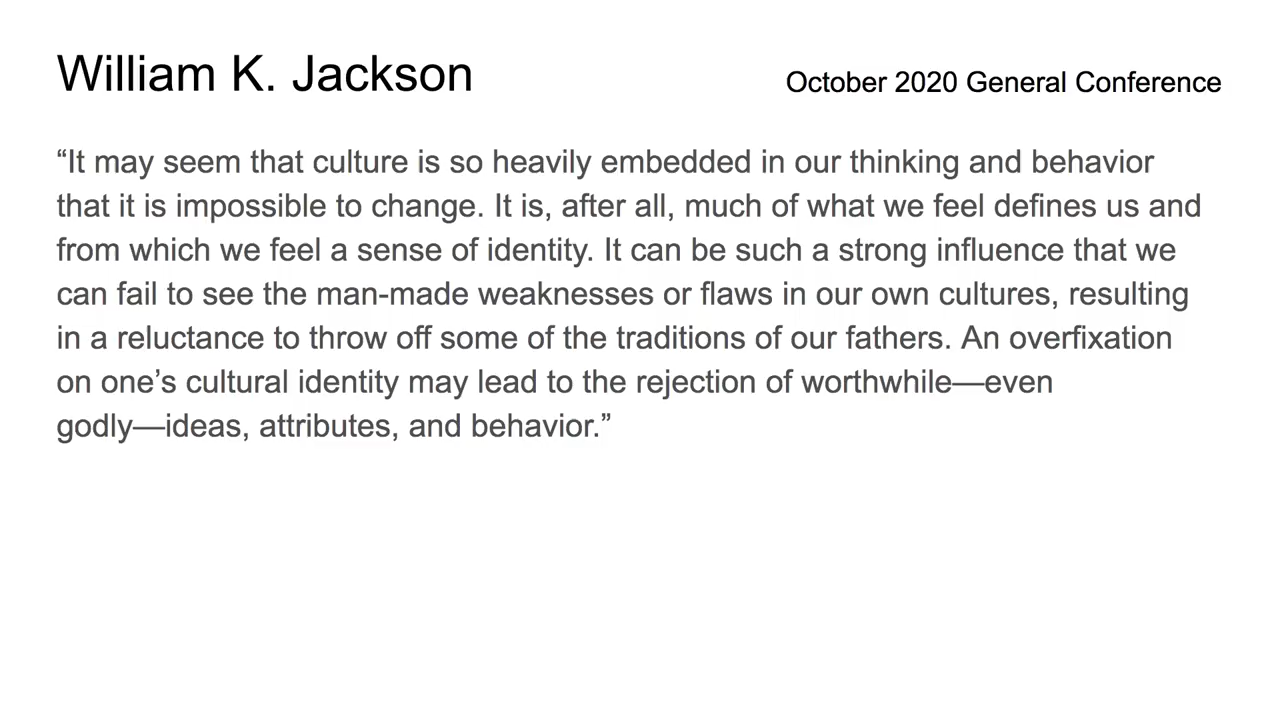 William K. Jackson
October 2020 General Conference
“It may seem that culture is so heavily embedded in our thinking and behavior
that it is impossible to change. It is, after all, much of what we feel defines us and
from which we feel a sense of identity. It can be such a strong influence that we
can fail to see the man-made weaknesses or flaws in our own cultures, resulting
in a reluctance to throw off some of the traditions of our fathers. An overfixation
on one’s cultural identity may lead to the rejection of worthwhile—even
godly—ideas, attributes, and behavior.”